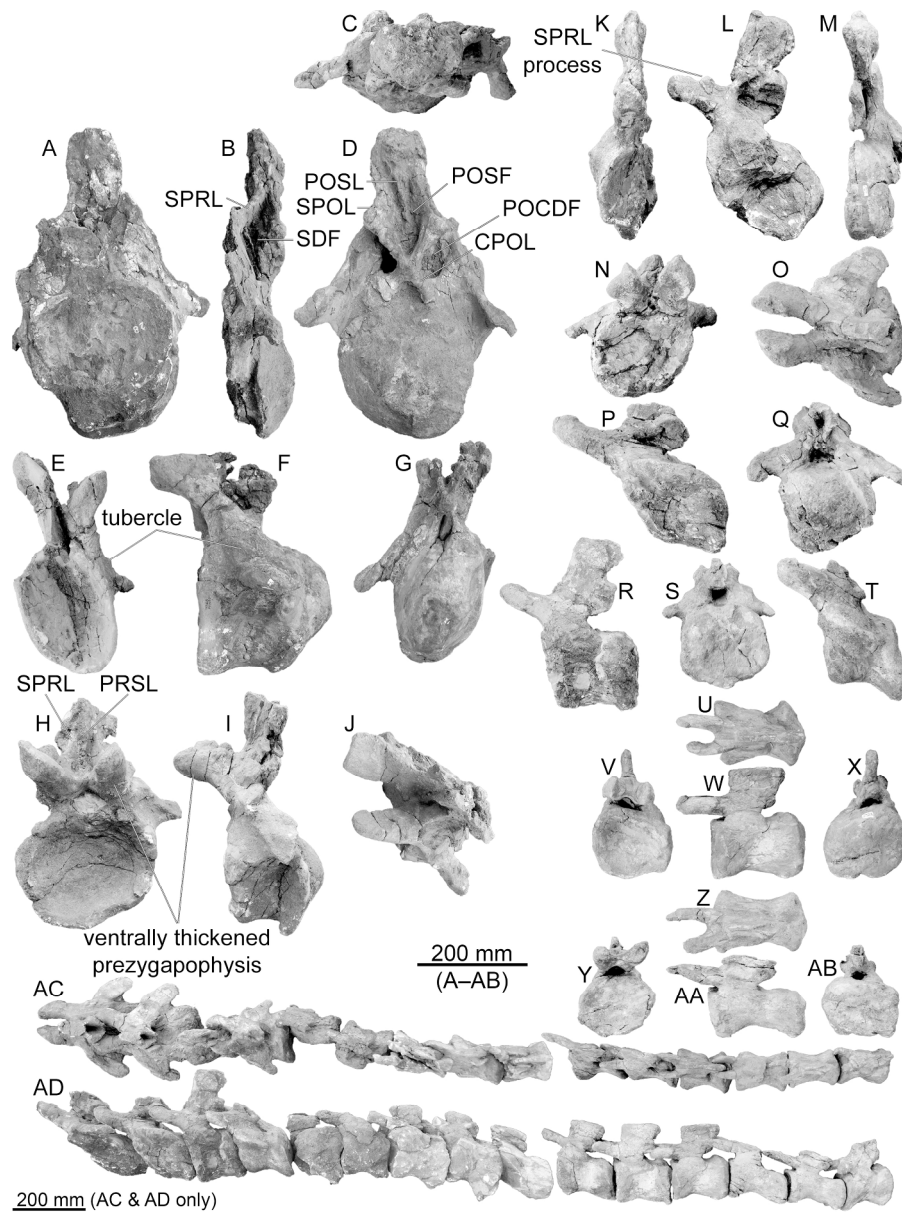 C
SPRL
process
K
L
M
A
B
D
POSL
SPRL
SPOL
POSF
SDF
POCDF
CPOL
N
O
P
Q
E
F
G
tubercle
R
S
T
SPRL
PRSL
H
I
J
U
V
W
X
ventrally thickened
prezygapophysis
200 mm
(A–AB)
Z
Y
AA
AB
AC
AD
200 mm (AC & AD only)